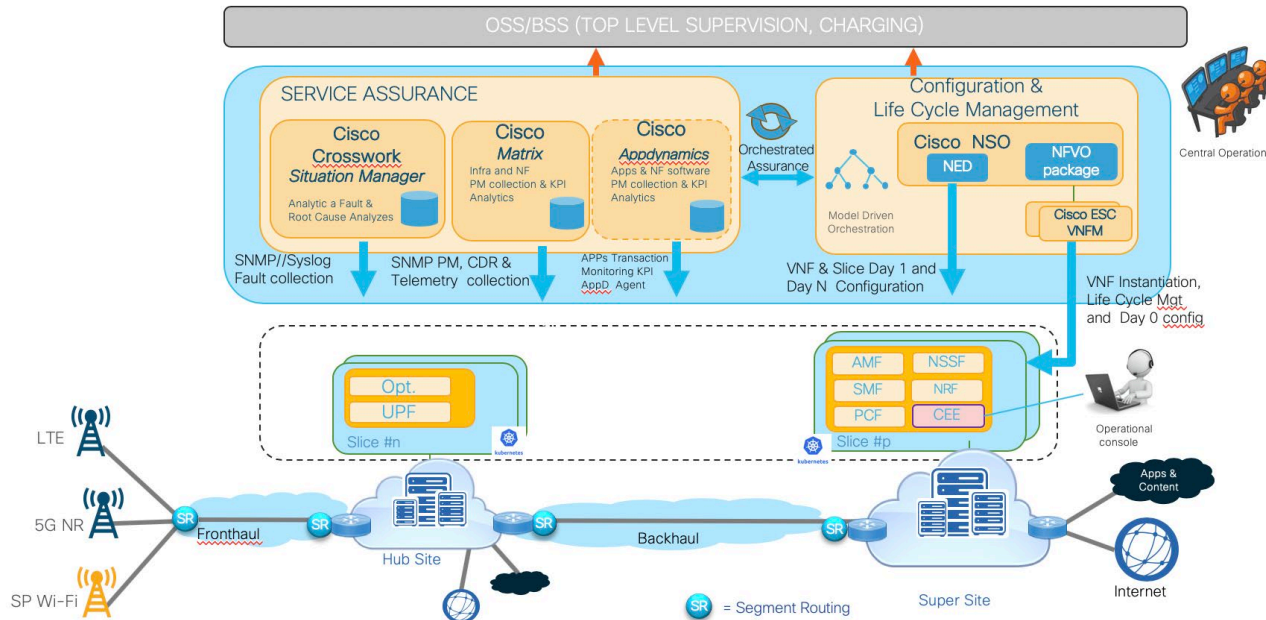 OSS/BSS (TOP LEVEL SUPERVISION, CHARGING)
SERVICE ASSURANCE
Cisco
Crosswork
Situation Manager
Analytic a Fault &
Root Cause Analyzes
Cisco
Matrix
Infra and NF
PM collection & KPI
Analytics
Cisco
Appdynamics
Apps & NF software
PM collection & KPI
Analytics
Orchestrated
Assurance
Configuration &
Life Cycle Management
Cisco NSO
NED
NFVO
package
Model Driven
Orchestration
Cisco ESC
VNFM
Central Operation
SNMP//Syslog
Fault collection
SNMP PM, CDR &
Telemetry collection
APPs Transaction
Monitoring KPI
AppD Agent
VNF & Slice Day 1 and
Day N Configuration
VNF Instantiation,
Life Cycle Mgt
and Day 0 config
Opt.
UPF
Slice #n
kubernetes
AMF
NSSF
SMF
NRF
PCF
CEE
Slice #p
kubernetes
Operational
console
LTE
5G NR
SP Wi-Fi
SR
Fronthaul
SR
Hub Site
SR
Backhaul
SR
Super Site
Apps &
Content
Internet
SR = Segment Routing